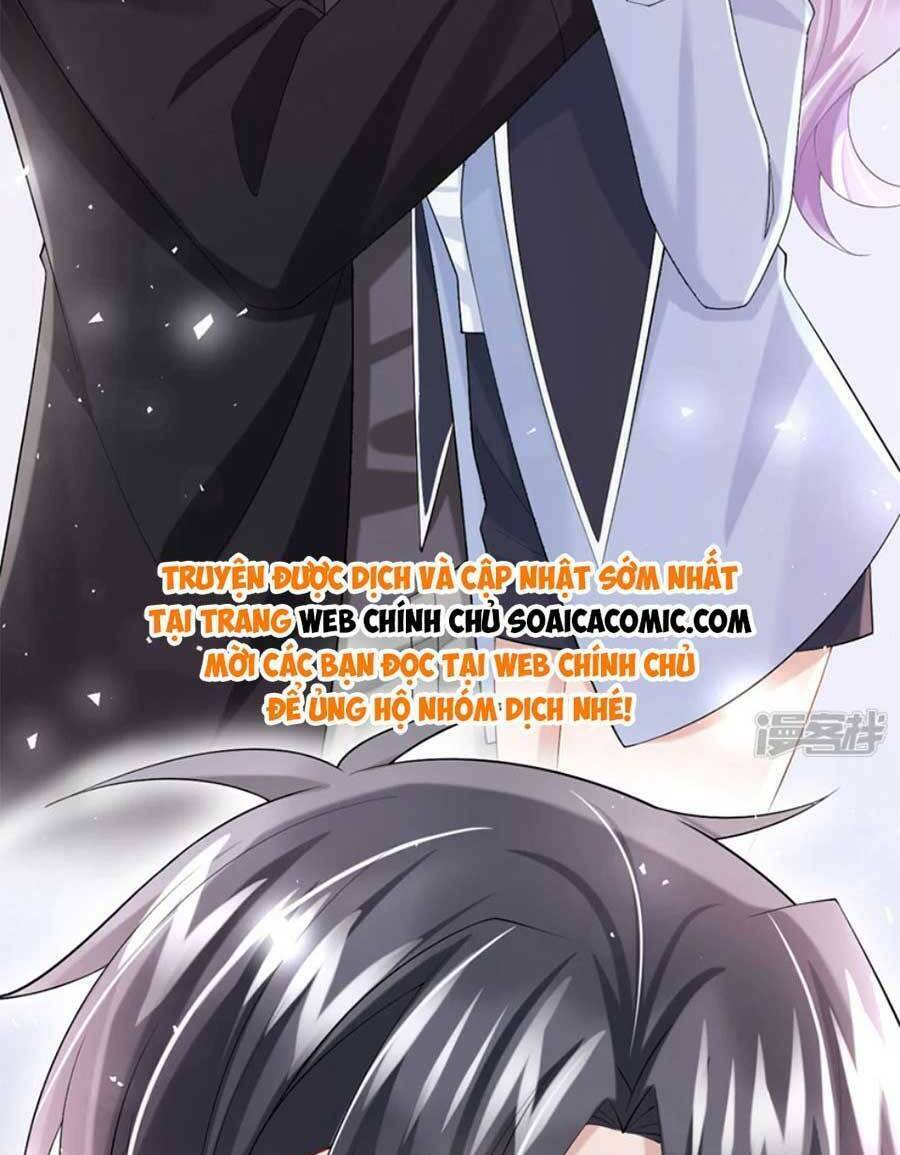 TRUYỆN ĐƯỢC DỊCH VÀ CẬP NHẬT SỚM NHẤT
TẠI TRANG WEB CHÍNH CHỦ SOAICACOMIC.COM
MỜI CÁC BẠN ĐỌC TẠI WEB CHÍNH CHỦ
ĐỂ ỦNG HỘ NHÓM DỊCH NHÉ!
漫客栈